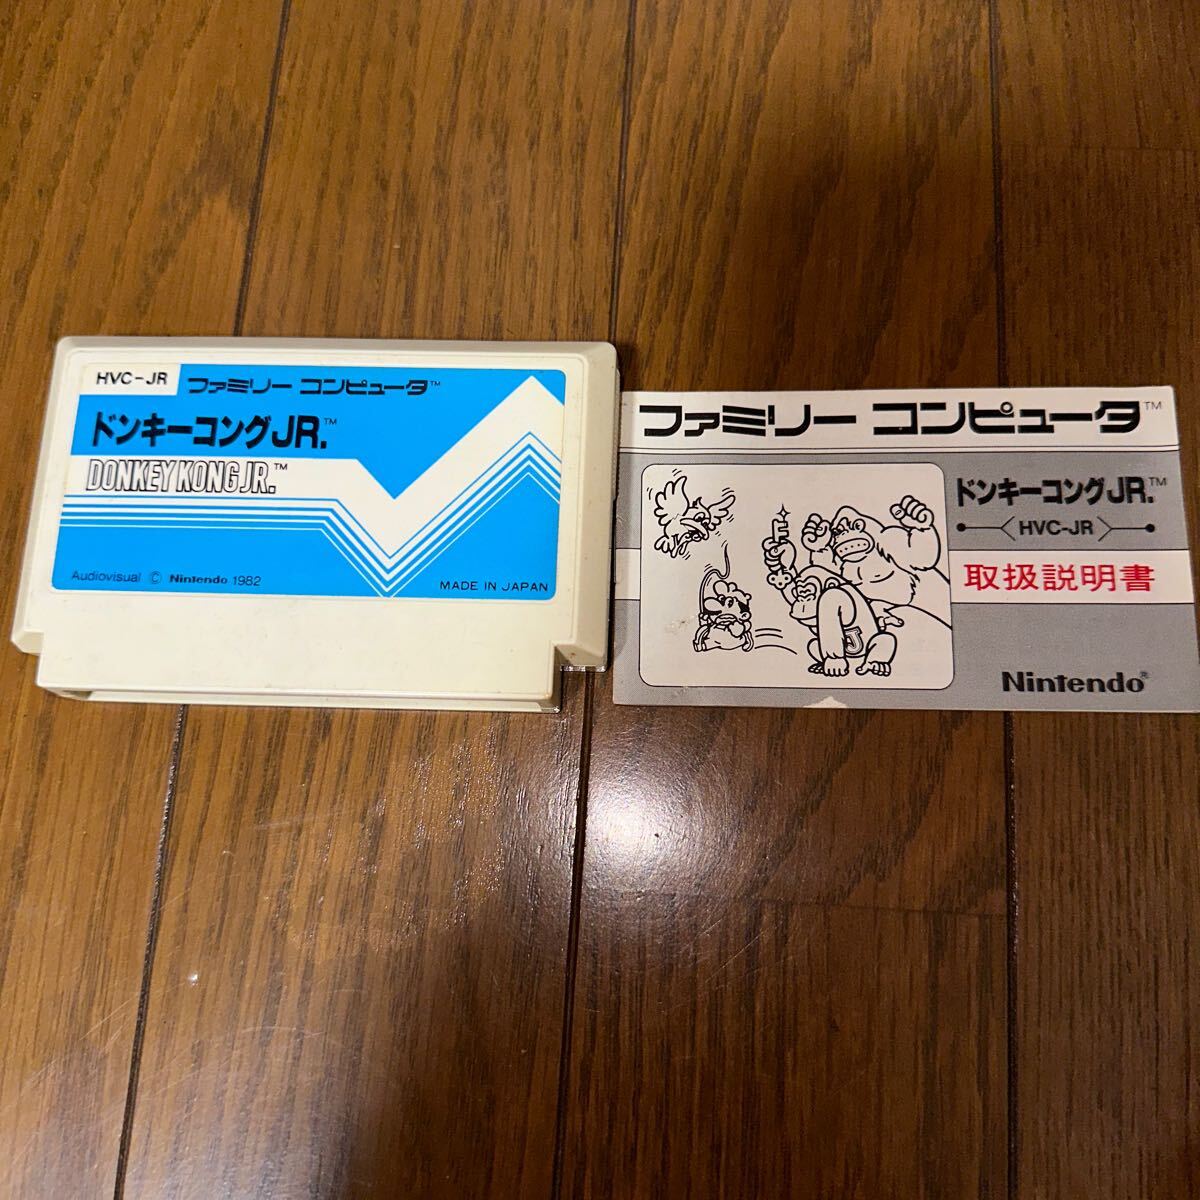 HVC-JR
ファミリー コンピュータ™
ドンキーコングJR.™
DONKEY KONG JR.™
Audiovisual © Nintendo 1982
MADE IN JAPAN
ファミリー コンピュータ™
ドンキーコングJR.™
HVC-JR
取扱説明書
J
Nintendo®